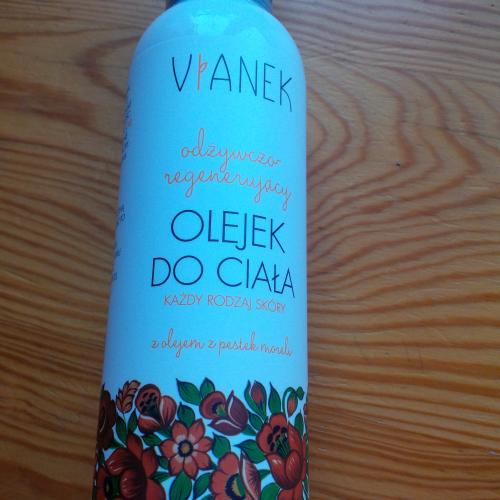 VIANEK
odżywczo-
regenerujący
OLEJEK
DO CIAŁA
KAŻDY RODZAJ SKÓRY
z olejem z pestek moreli